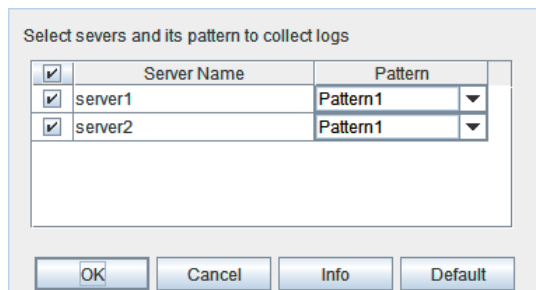 Select severs and its pattern to collect logs
Server Name Pattern
server1 Pattern1
server2 Pattern1
OK Cancel Info Default